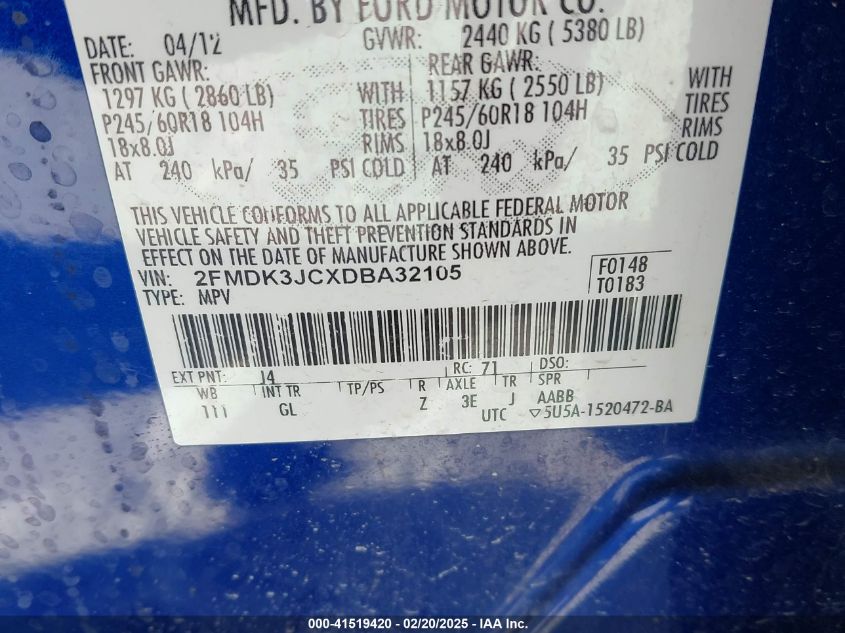 MFD. BY FORD MOTOR CO.
DATE: 04/12 GVWR: 2440 KG ( 5380 LB)
FRONT GAWR: REAR GAWR:
1297 KG ( 2860 LB) WITH 1157 KG ( 2550 LB) WITH
P245/60R18 104H TIRES P245/60R18 104H TIRES
18x8.0J RIMS 18x8.0J RIMS
AT 240 kPa/ 35 PSI COLD AT 240 kPa/ 35 PSI COLD
THIS VEHICLE CONFORMS TO ALL APPLICABLE FEDERAL MOTOR
VEHICLE SAFETY AND THEFT PREVENTION STANDARDS IN
EFFECT ON THE DATE OF MANUFACTURE SHOWN ABOVE.
VIN: 2FMDK3JCXDBA32105 F0148
TYPE: MPV T0183
EXT PNT: J4 RC: 71 DSO:
WB INT TR TP/PS R AXLE TR SPR
111 GL Z 3E J AABB
UTC ▽5U5A-1520472-BA
000-41519420 - 02/20/2025 - IAA Inc.